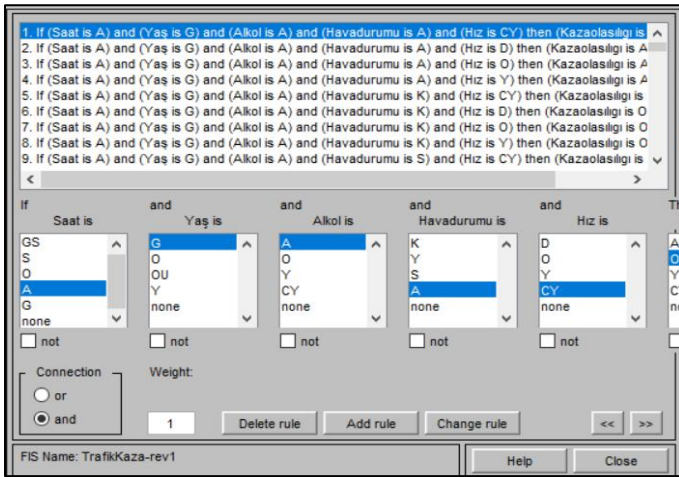 1. If (Saat is A) and (Yaş is G) and (Alkol is A) and (Havadurumu is A) and (Hız is CY) then (Kazaolasılıgı is
2. If (Saat is A) and (Yaş is G) and (Alkol is A) and (Havadurumu is A) and (Hız is D) then (Kazaolasılıgı is A
3. If (Saat is A) and (Yaş is G) and (Alkol is A) and (Havadurumu is A) and (Hız is O) then (Kazaolasılıgı is A
4. If (Saat is A) and (Yaş is G) and (Alkol is A) and (Havadurumu is A) and (Hız is Y) then (Kazaolasılıgı is A
5. If (Saat is A) and (Yaş is G) and (Alkol is A) and (Havadurumu is K) and (Hız is CY) then (Kazaolasılıgı is
6. If (Saat is A) and (Yaş is G) and (Alkol is A) and (Havadurumu is K) and (Hız is D) then (Kazaolasılıgı is O
7. If (Saat is A) and (Yaş is G) and (Alkol is A) and (Havadurumu is K) and (Hız is O) then (Kazaolasılıgı is O
8. If (Saat is A) and (Yaş is G) and (Alkol is A) and (Havadurumu is K) and (Hız is Y) then (Kazaolasılıgı is O
9. If (Saat is A) and (Yaş is G) and (Alkol is A) and (Havadurumu is S) and (Hız is CY) then (Kazaolasılıgı is
< >
If and and and and Th
Saat is Yaş is Alkol is Havadurumu is Hız is
GS G A K D A
S O O Y O O
O OU Y S Y Y
A Y CY A CY C
G none none none none n
none
not not not not not
Connection Weight:
or
and 1 Delete rule Add rule Change rule << >>
FIS Name: TrafikKaza-rev1 Help Close